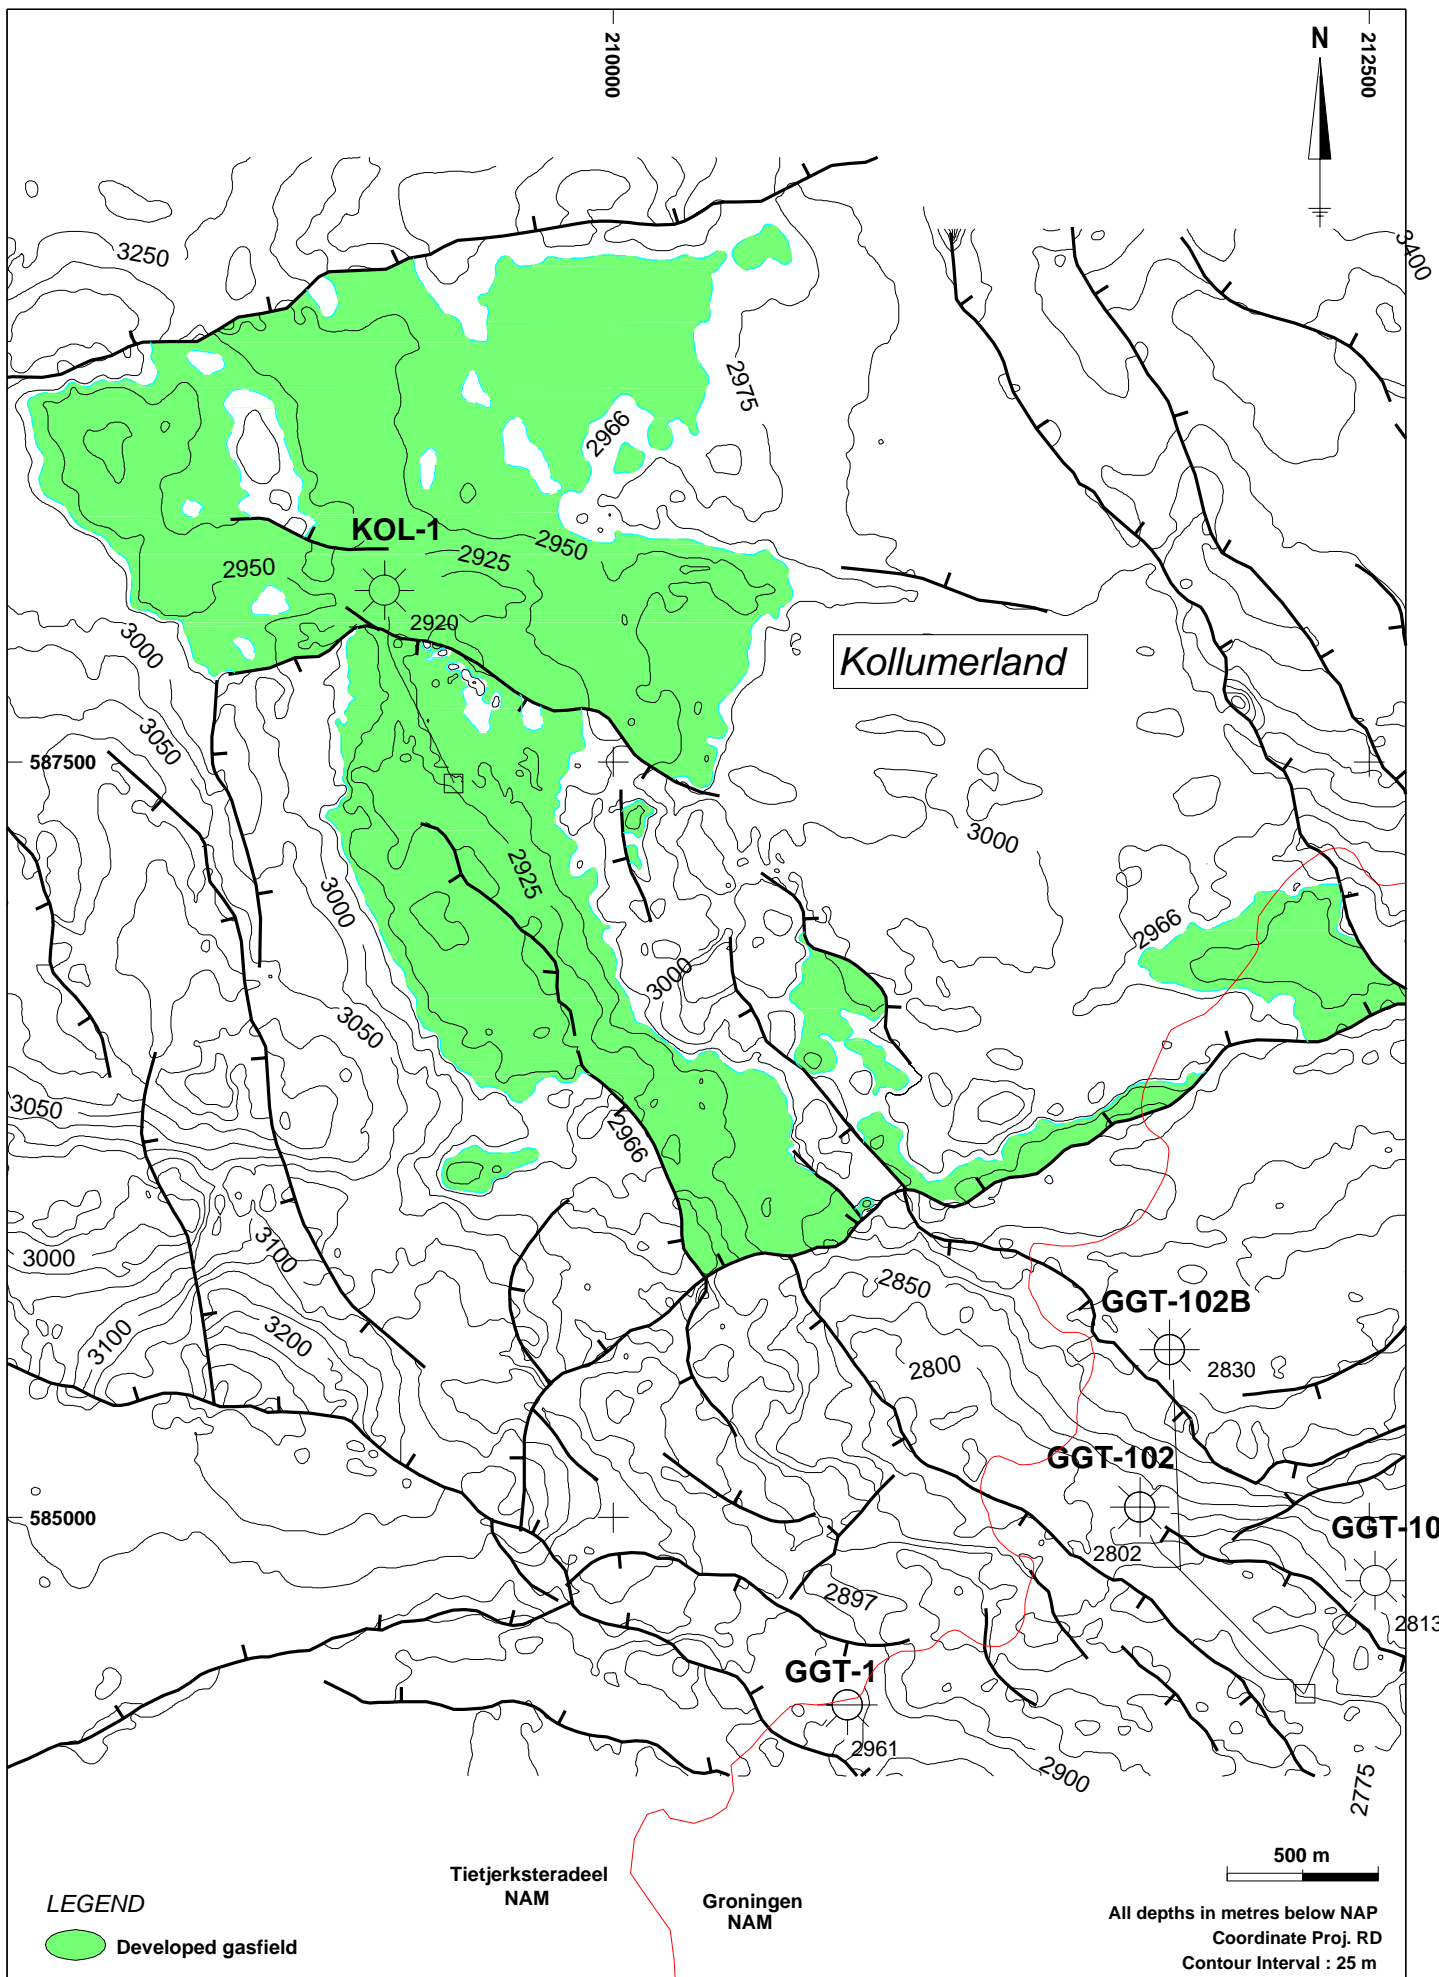 210000
212500
N
3250
3400
2975
2966
KOL-1
2950
2925
2950
2920
3000
Kollumerland
3050
587500
3000
2925
3000
2966
3000
3050
3050
2966
3100
3000
2850
GGT-102B
3200
3100
2800
2830
GGT-102
585000
GGT-10
2802
2897
2813
GGT-1
2961
2900
2775
500 m
Tietjerksteradeel
NAM
Groningen
NAM
LEGEND
Developed gasfield
All depths in metres below NAP
Coordinate Proj. RD
Contour Interval : 25 m